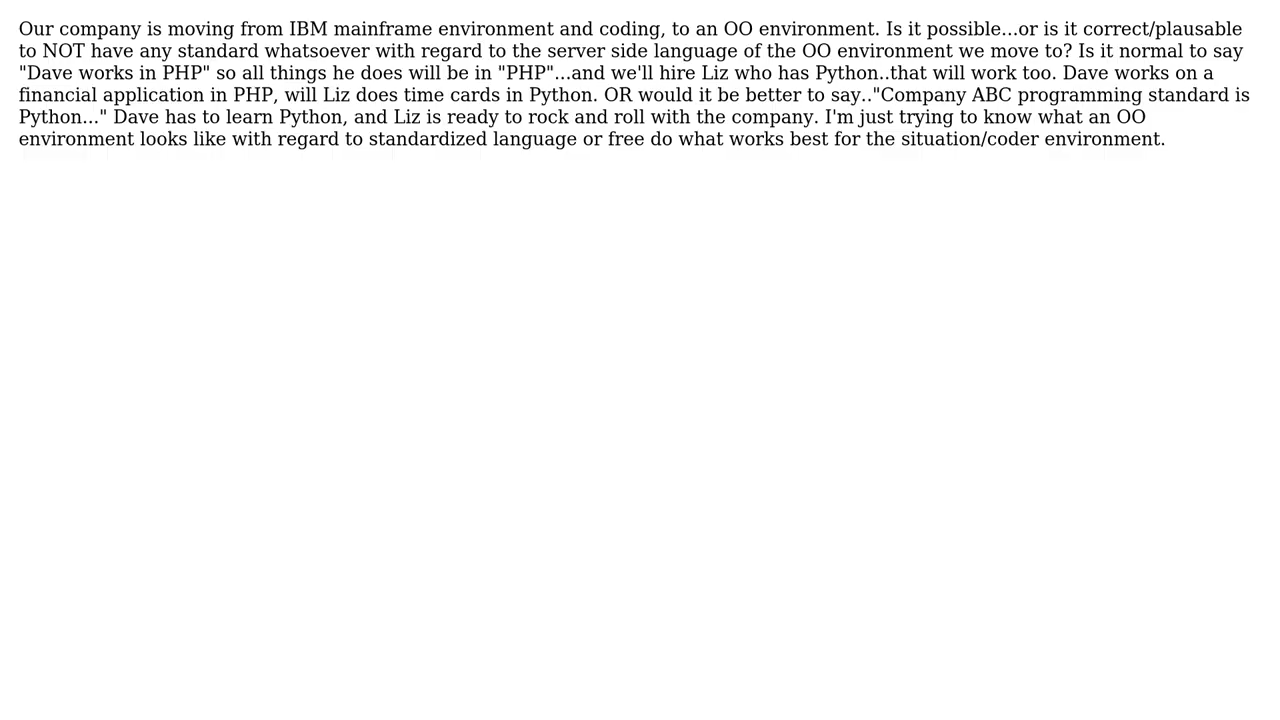 Our company is moving from IBM mainframe environment and coding, to an OO environment. Is it possible...or is it correct/plausable
to NOT have any standard whatsoever with regard to the server side language of the OO environment we move to? Is it normal to say
"Dave works in PHP" so all things he does will be in "PHP"...and we'll hire Liz who has Python..that will work too. Dave works on a
financial application in PHP, will Liz does time cards in Python. OR would it be better to say.."Company ABC programming standard is
Python..." Dave has to learn Python, and Liz is ready to rock and roll with the company. I'm just trying to know what an OO
environment looks like with regard to standardized language or free do what works best for the situation/coder environment.